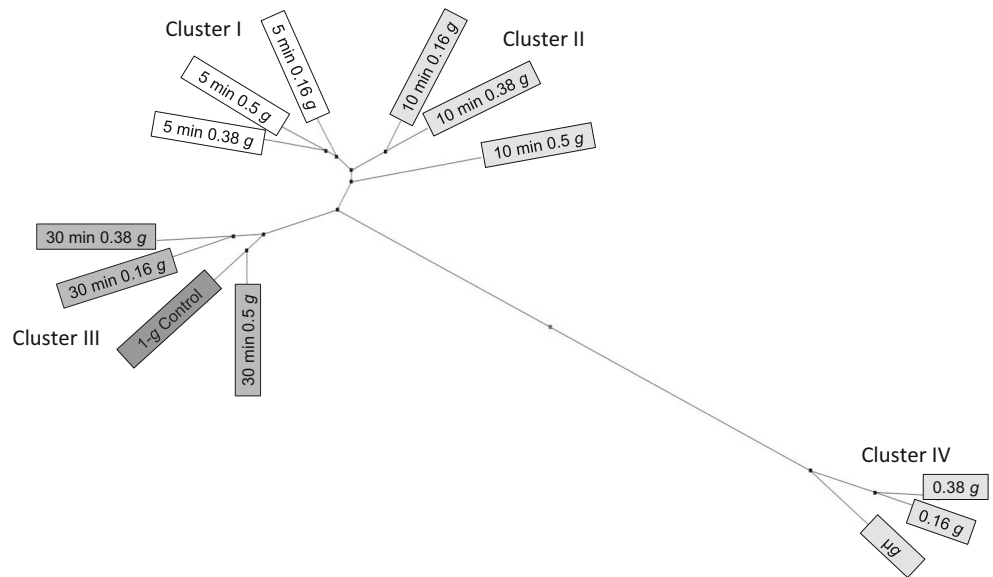 Cluster I
5 min 0.16 g
5 min 0.5 g
5 min 0.38 g
10 min 0.16 g
Cluster II
10 min 0.38 g
10 min 0.5 g
30 min 0.38 g
30 min 0.16 g
1-g Control
30 min 0.5 g
Cluster III
Cluster IV
0.38 g
0.16 g
µg